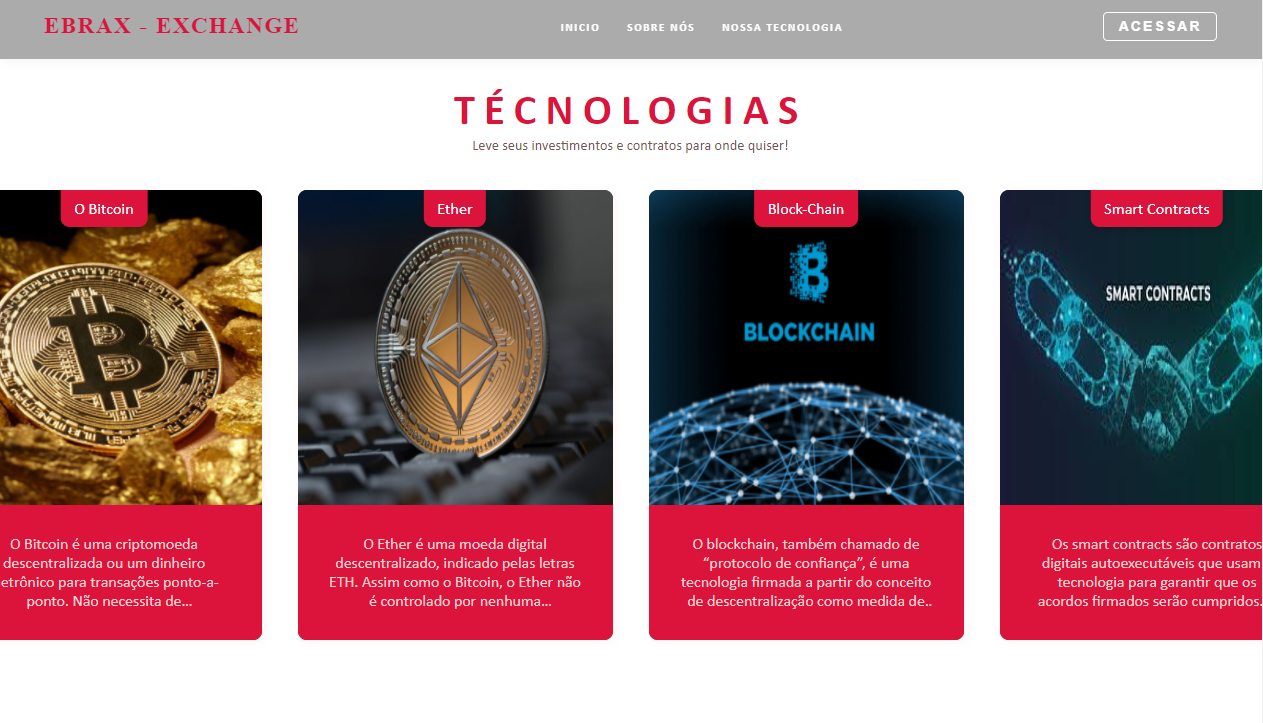 EBRAX - EXCHANGE
INICIO SOBRE NÓS NOSSA TECNOLOGIA
ACESSAR
TÉCNOLOGIAS
Leve seus investimentos e contratos para onde quiser!
O Bitcoin
O Bitcoin é uma criptomoeda
descentralizada ou um dinheiro
etrônico para transações ponto-a-
ponto. Não necessita de...
Ether
O Ether é uma moeda digital
descentralizado, indicado pelas letras
ETH. Assim como o Bitcoin, o Ether não
é controlado por nenhuma...
Block-Chain
BLOCKCHAIN
O blockchain, também chamado de
“protocolo de confiança”, é uma
tecnologia firmada a partir do conceito
de descentralização como medida de..
Smart Contracts
SMART CONTRACTS
Os smart contracts são contratos
digitais autoexecutáveis que usam
tecnologia para garantir que os
acordos firmados serão cumpridos.